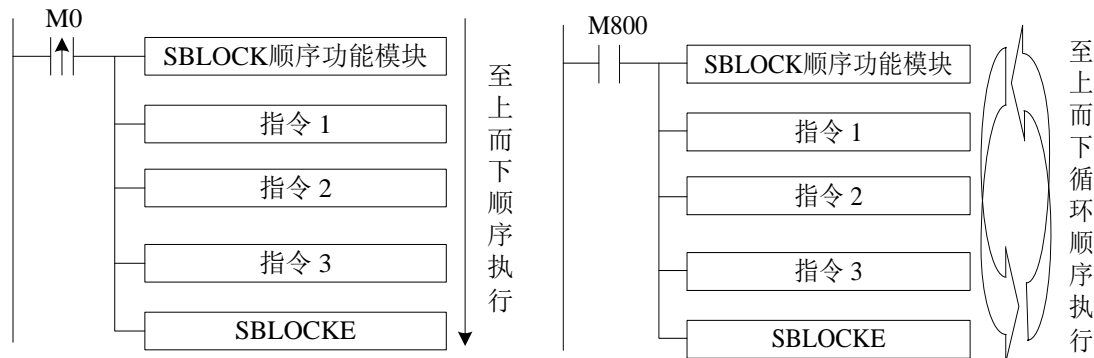 M0
SBLOCK顺序功能模块
指令 1
指令 2
指令 3
SBLOCKE
至上而下顺序执行
M800
SBLOCK顺序功能模块
指令 1
指令 2
指令 3
SBLOCKE
至上而下循环顺序执行